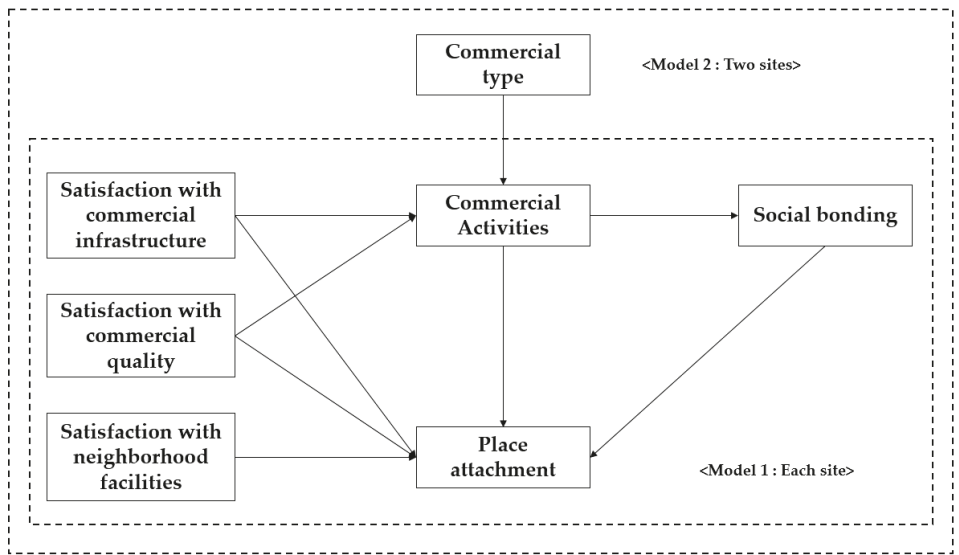 Commercial
type
<Model 2 : Two sites>
Satisfaction with
commercial
infrastructure
Commercial
Activities
Social bonding
Satisfaction with
commercial
quality
Satisfaction with
neighborhood
facilities
Place
attachment
<Model 1 : Each site>